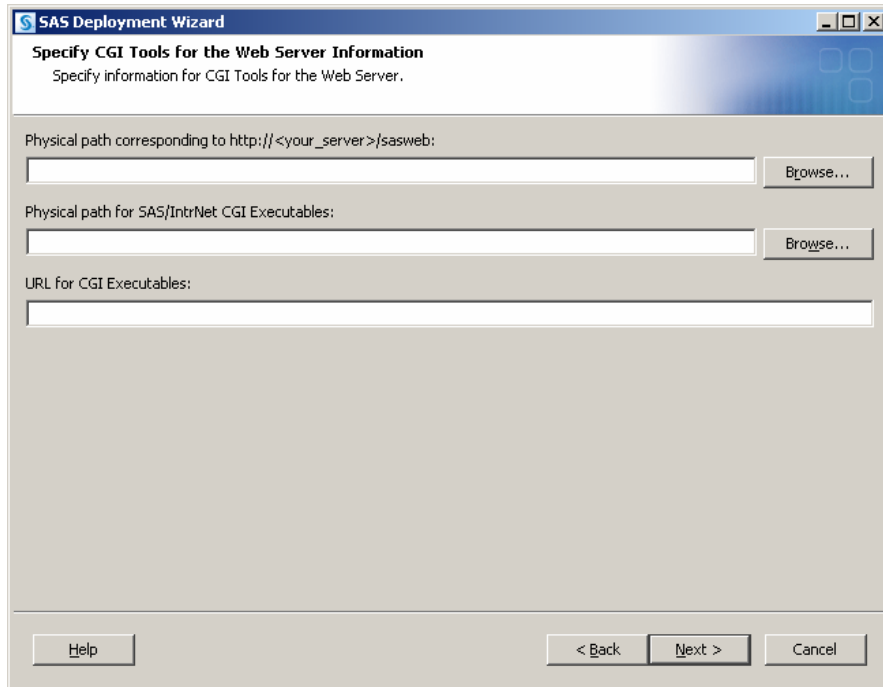 SAS Deployment Wizard
Specify CGI Tools for the Web Server Information
Specify information for CGI Tools for the Web Server.
Physical path corresponding to http://<your_server>/sasweb:
Browse...
Physical path for SAS/IntrNet CGI Executables:
Browse...
URL for CGI Executables:
Help
< Back
Next >
Cancel